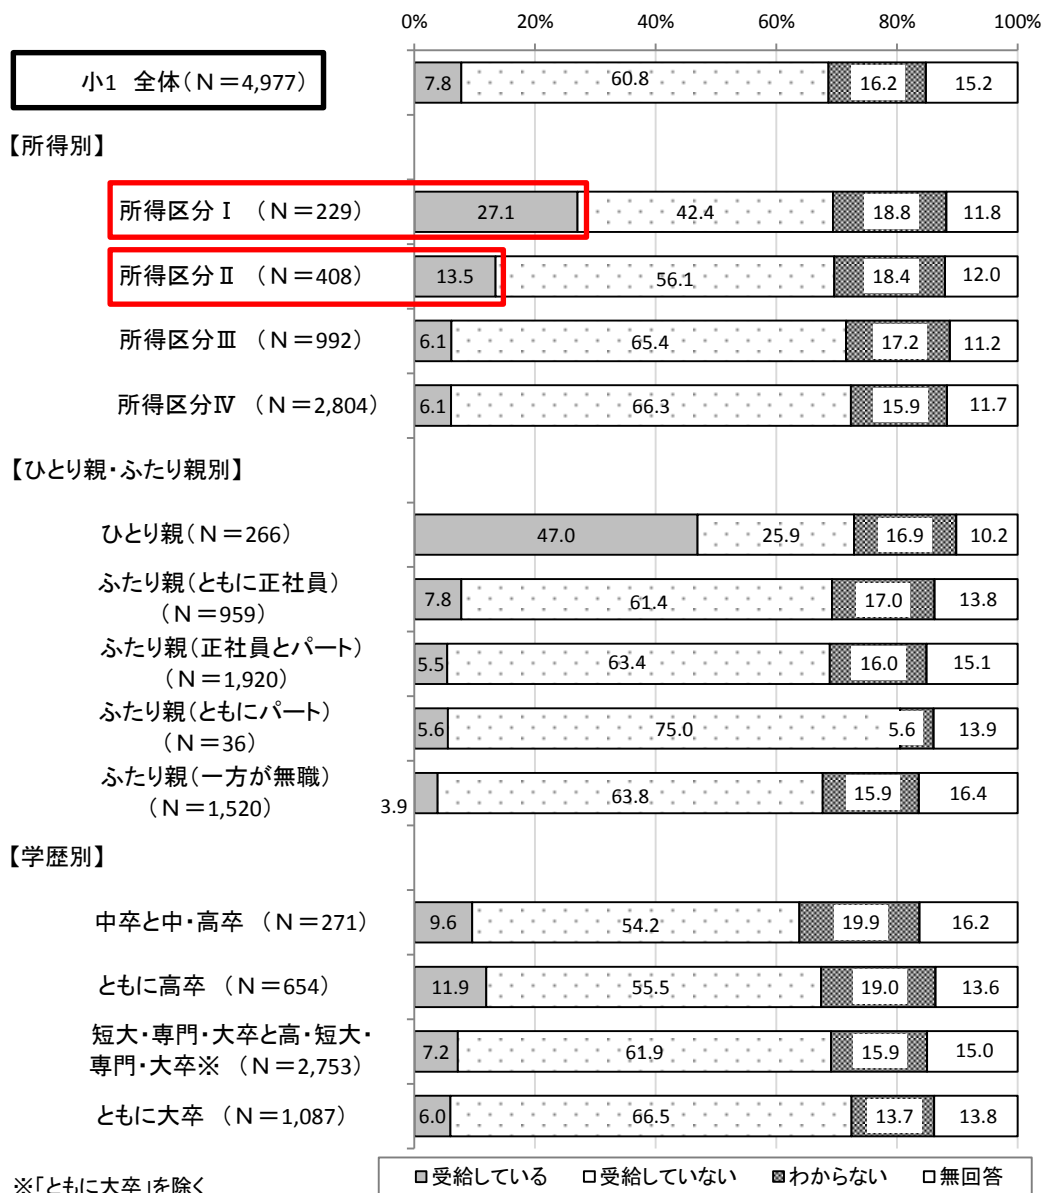 0% 20% 40% 60% 80% 100%
小1 全体(N=4,977) 7.8 60.8 16.2 15.2
【所得別】
所得区分Ⅰ (N=229) 27.1 42.4 18.8 11.8
所得区分Ⅱ (N=408) 13.5 56.1 18.4 12.0
所得区分Ⅲ (N=992) 6.1 65.4 17.2 11.2
所得区分Ⅳ (N=2,804) 6.1 66.3 15.9 11.7
【ひとり親・ふたり親別】
ひとり親(N=266) 47.0 25.9 16.9 10.2
ふたり親(ともに正社員)
(N=959) 7.8 61.4 17.0 13.8
ふたり親(正社員とパート)
(N=1,920) 5.5 63.4 16.0 15.1
ふたり親(ともにパート)
(N=36) 5.6 75.0 5.6 13.9
ふたり親(一方が無職)
(N=1,520) 3.9 63.8 15.9 16.4
【学歴別】
中卒と中・高卒 (N=271) 9.6 54.2 19.9 16.2
ともに高卒 (N=654) 11.9 55.5 19.0 13.6
短大・専門・大卒と高・短大・
専門・大卒※ (N=2,753) 7.2 61.9 15.9 15.0
ともに大卒 (N=1,087) 6.0 66.5 13.7 13.8
※「ともに大卒」を除く
受給している 受給していない わからない 無回答